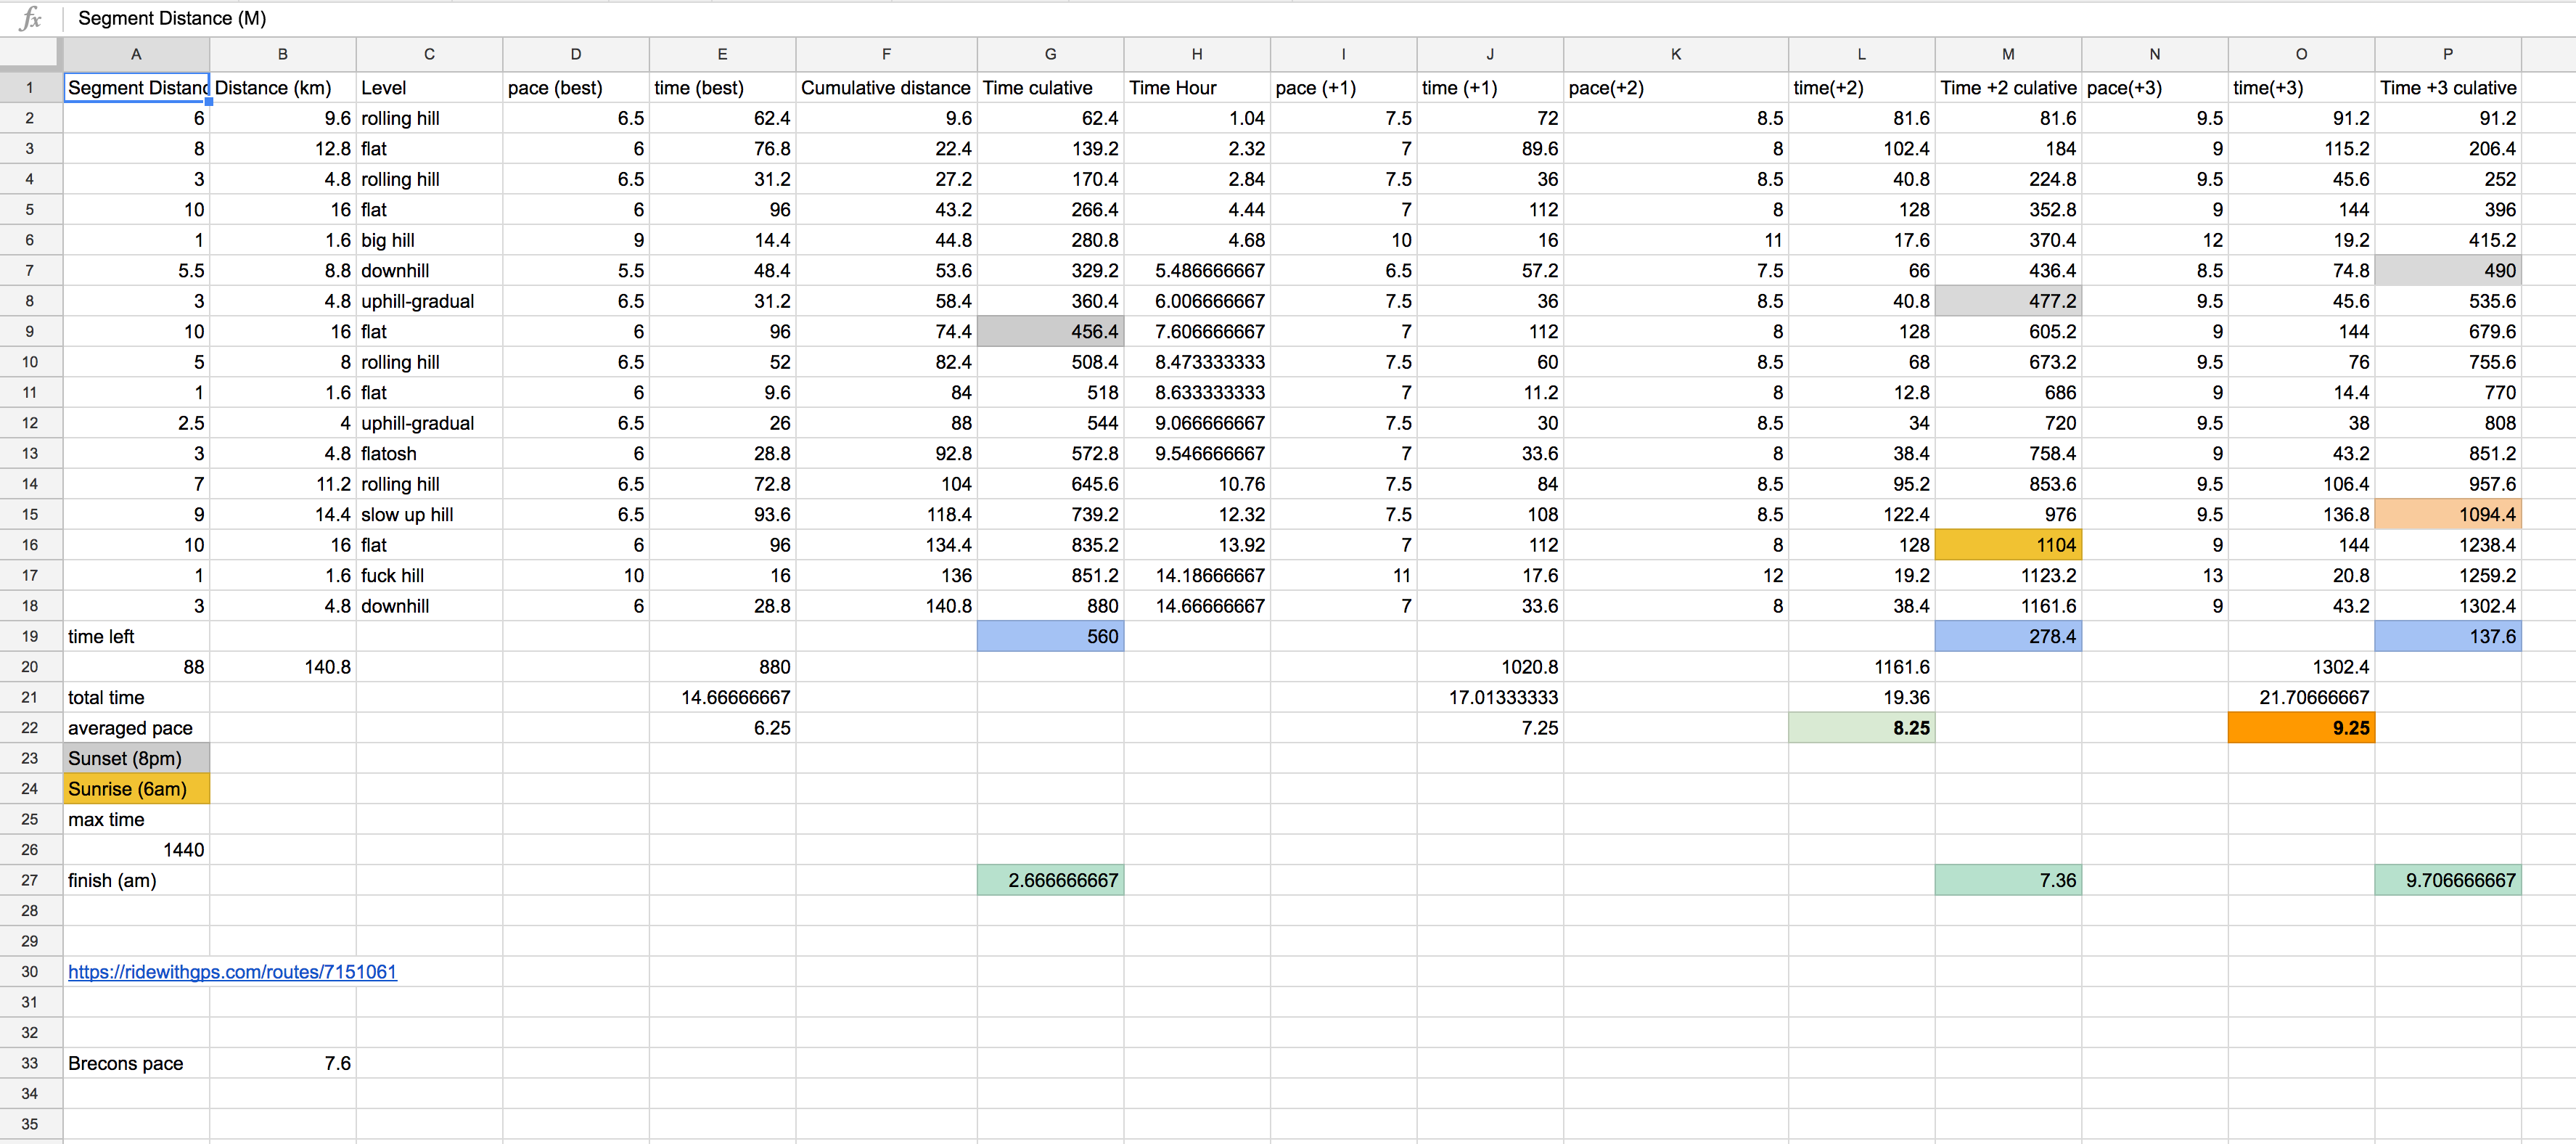 fx Segment Distance (M)
A B C D E F G H I J K L M N O P
1 Segment Distanc Distance (km) Level pace (best) time (best) Cumulative distance Time culative Time Hour pace (+1) time (+1) pace(+2) time(+2) Time +2 culative pace(+3) time(+3) Time +3 culative
2 6 9.6 rolling hill 6.5 62.4 9.6 62.4 1.04 7.5 72 8.5 81.6 81.6 9.5 91.2 91.2
3 8 12.8 flat 6 76.8 22.4 139.2 2.32 7 89.6 8 102.4 184 9 115.2 206.4
4 3 4.8 rolling hill 6.5 31.2 27.2 170.4 2.84 7.5 36 8.5 40.8 224.8 9.5 45.6 252
5 10 16 flat 6 96 43.2 266.4 4.44 7 112 8 128 352.8 9 144 396
6 1 1.6 big hill 9 14.4 44.8 280.8 4.68 10 16 11 17.6 370.4 12 19.2 415.2
7 5.5 8.8 downhill 5.5 48.4 53.6 329.2 5.486666667 6.5 57.2 7.5 66 436.4 8.5 74.8 490
8 3 4.8 uphill-gradual 6.5 31.2 58.4 360.4 6.006666667 7.5 36 8.5 40.8 477.2 9.5 45.6 535.6
9 10 16 flat 6 96 74.4 456.4 7.606666667 7 112 8 128 605.2 9 144 679.6
10 5 8 rolling hill 6.5 52 82.4 508.4 8.473333333 7.5 60 8.5 68 673.2 9.5 76 755.6
11 1 1.6 flat 6 9.6 84 518 8.633333333 7 11.2 8 12.8 686 9 14.4 770
12 2.5 4 uphill-gradual 6.5 26 88 544 9.066666667 7.5 30 8.5 34 720 9.5 38 808
13 3 4.8 flatosh 6 28.8 92.8 572.8 9.546666667 7 33.6 8 38.4 758.4 9 43.2 851.2
14 7 11.2 rolling hill 6.5 72.8 104 645.6 10.76 7.5 84 8.5 95.2 853.6 9.5 106.4 957.6
15 9 14.4 slow up hill 6.5 93.6 118.4 739.2 12.32 7.5 108 8.5 122.4 976 9.5 136.8 1094.4
16 10 16 flat 6 96 134.4 835.2 13.92 7 112 8 128 1104 9 144 1238.4
17 1 1.6 fuck hill 10 16 136 851.2 14.18666667 11 17.6 12 19.2 1123.2 13 20.8 1259.2
18 3 4.8 downhill 6 28.8 140.8 880 14.66666667 7 33.6 8 38.4 1161.6 9 43.2 1302.4
19 time left 560 278.4 137.6
20 88 140.8 880 1020.8 1161.6 1302.4
21 total time 14.66666667 17.01333333 19.36 21.70666667
22 averaged pace 6.25 7.25 8.25 9.25
23 Sunset (8pm)
24 Sunrise (6am)
25 max time
26 1440
27 finish (am) 2.666666667 7.36 9.706666667
28
29
30 https://ridewithgps.com/routes/7151061
31
32
33 Brecons pace 7.6
34
35